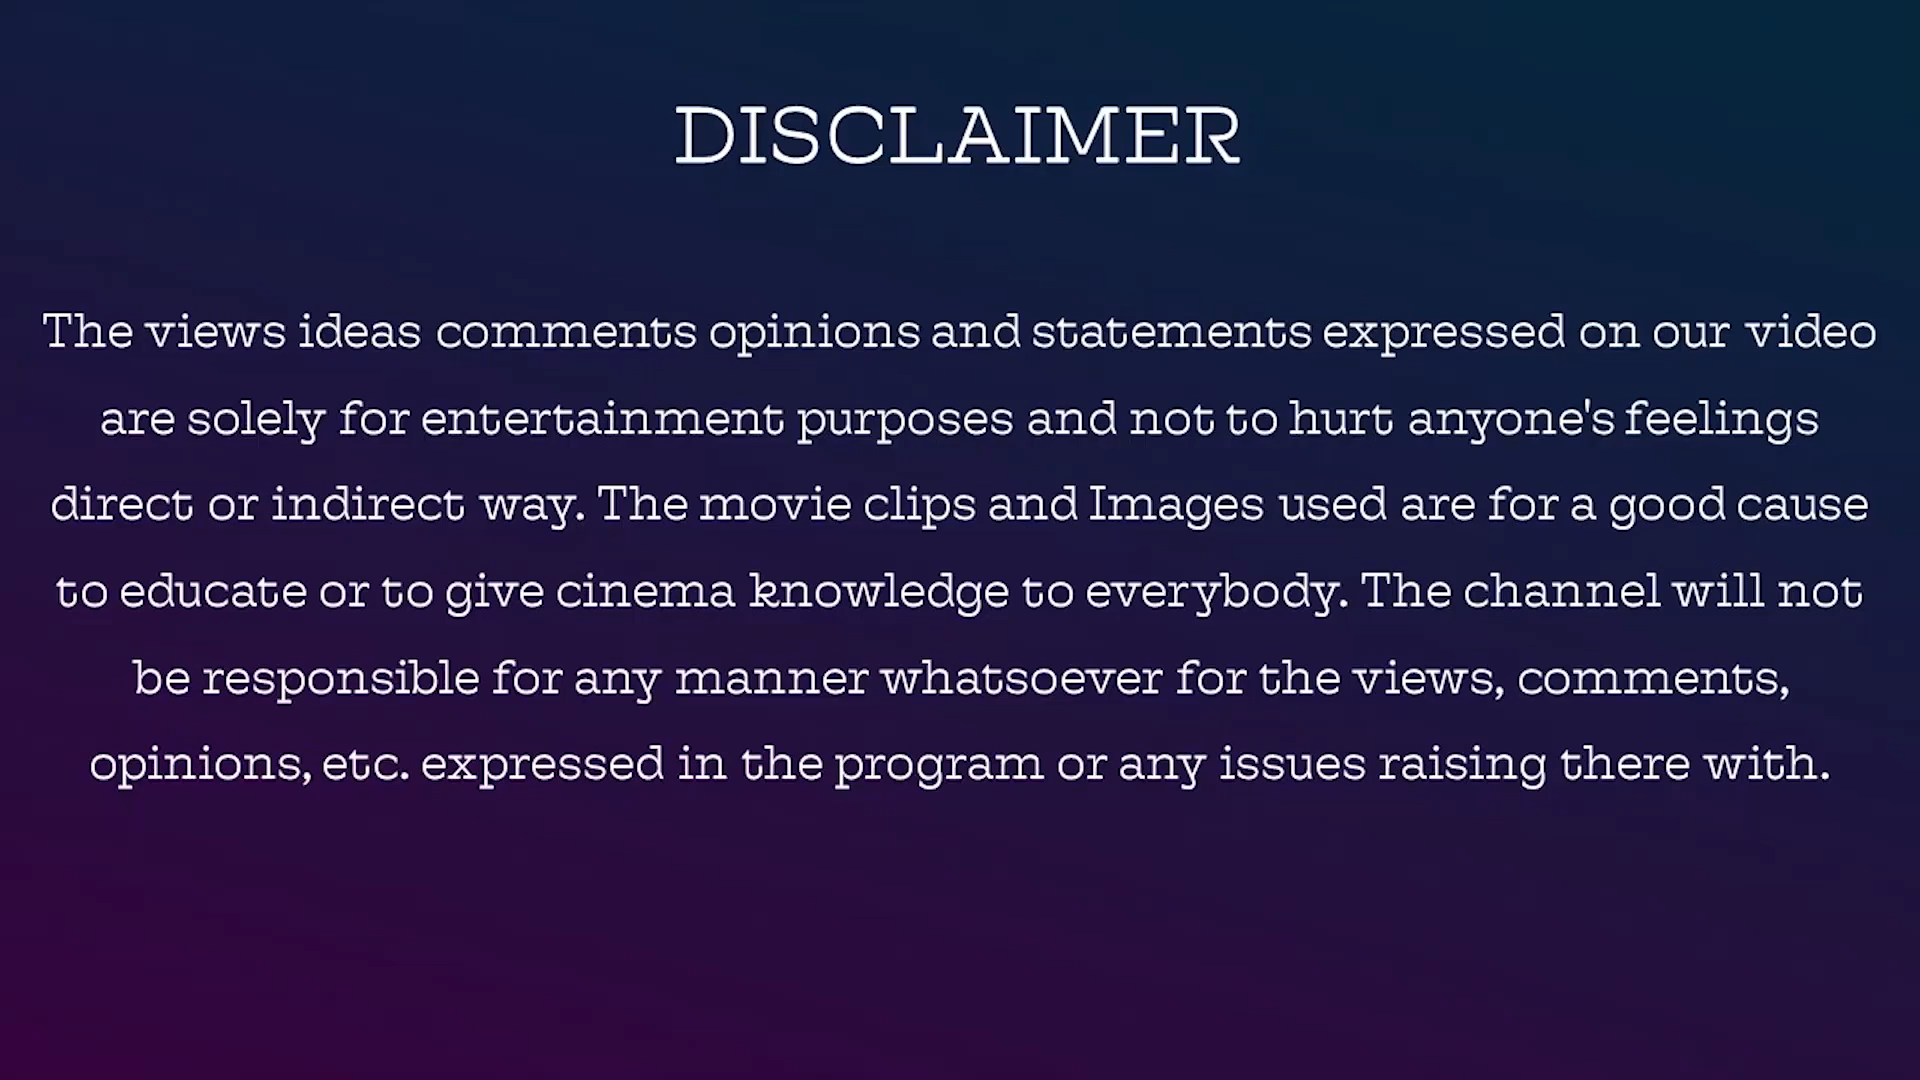 DISCLAIMER
The views ideas comments opinions and statements expressed on our video
are solely for entertainment purposes and not to hurt anyone's feelings
direct or indirect way. The movie clips and Images used are for a good cause
to educate or to give cinema knowledge to everybody. The channel will not
be responsible for any manner whatsoever for the views, comments,
opinions, etc. expressed in the program or any issues raising there with.